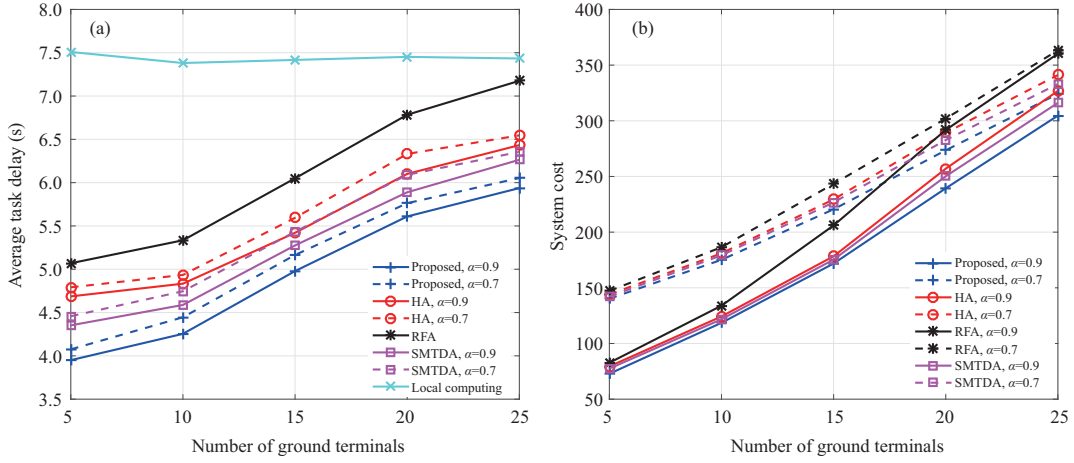 (a)
8.0
7.5
7.0
6.5
6.0
5.5
5.0
4.5
4.0
3.5
5
10
15
20
25
Average task delay (s)
Number of ground terminals
Proposed, α=0.9
Proposed, α=0.7
HA, α=0.9
HA, α=0.7
RFA
SMTDA, α=0.9
SMTDA, α=0.7
Local computing
(b)
400
350
300
250
200
150
100
50
5
10
15
20
25
System cost
Number of ground terminals
Proposed, α=0.9
Proposed, α=0.7
HA, α=0.9
HA, α=0.7
RFA, α=0.9
RFA, α=0.7
SMTDA, α=0.9
SMTDA, α=0.7